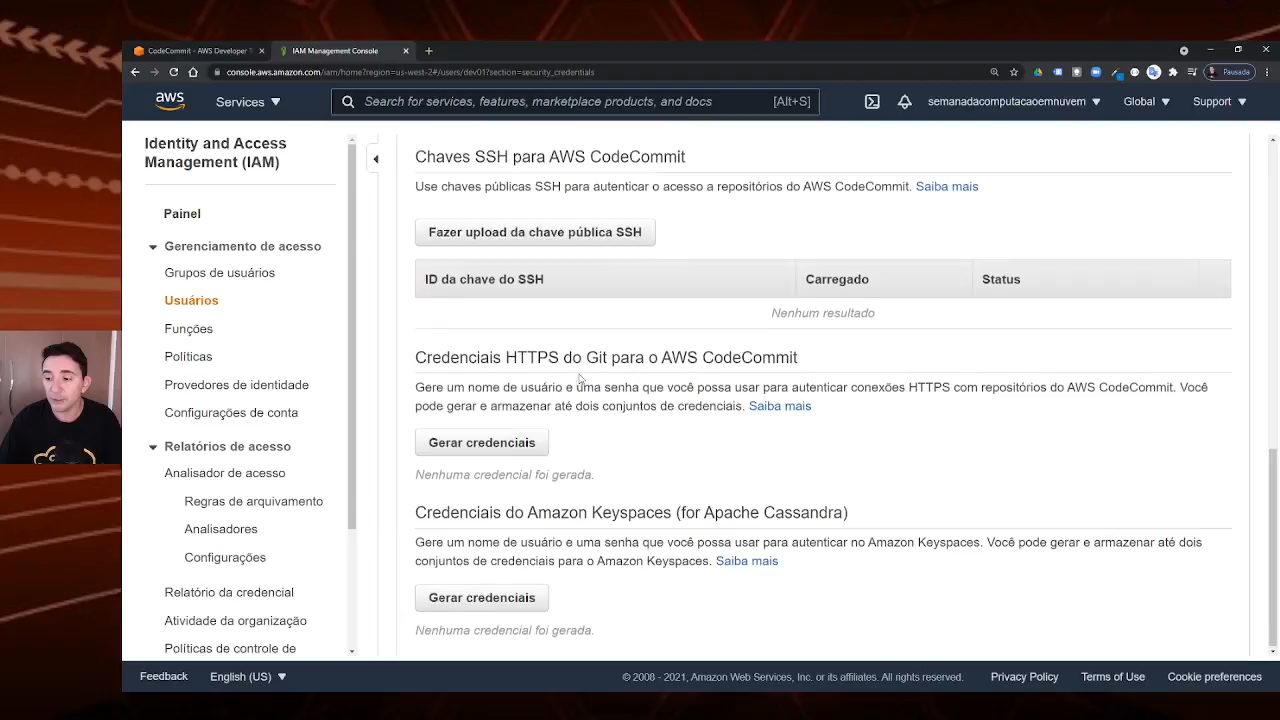 CodeCommit - AWS Developer T
IAM Management Console
console.aws.amazon.com/iam/home?region=us-west-2#/users/dev01?section=security_credentials
Pausada
aws
Services
Search for services, features, marketplace products, and docs
[Alt+S]
semanadacomputacaoemnuvem
Global
Support
Identity and Access
Management (IAM)
Painel
Gerenciamento de acesso
Grupos de usuários
Usuários
Funções
Políticas
Provedores de identidade
Configurações de conta
Relatórios de acesso
Analisador de acesso
Regras de arquivamento
Analisadores
Configurações
Relatório da credencial
Atividade da organização
Políticas de controle de
Chaves SSH para AWS CodeCommit
Use chaves públicas SSH para autenticar o acesso a repositórios do AWS CodeCommit. Saiba mais
Fazer upload da chave pública SSH
ID da chave do SSH
Carregado
Status
Nenhum resultado
Credenciais HTTPS do Git para o AWS CodeCommit
Gere um nome de usuário e uma senha que você possa usar para autenticar conexões HTTPS com repositórios do AWS CodeCommit. Você
pode gerar e armazenar até dois conjuntos de credenciais. Saiba mais
Gerar credenciais
Nenhuma credencial foi gerada.
Credenciais do Amazon Keyspaces (for Apache Cassandra)
Gere um nome de usuário e uma senha que você possa usar para autenticar no Amazon Keyspaces. Você pode gerar e armazenar até dois
conjuntos de credenciais para o Amazon Keyspaces. Saiba mais
Gerar credenciais
Nenhuma credencial foi gerada.
Feedback
English (US)
© 2008 - 2021, Amazon Web Services, Inc. or its affiliates. All rights reserved.
Privacy Policy
Terms of Use
Cookie preferences